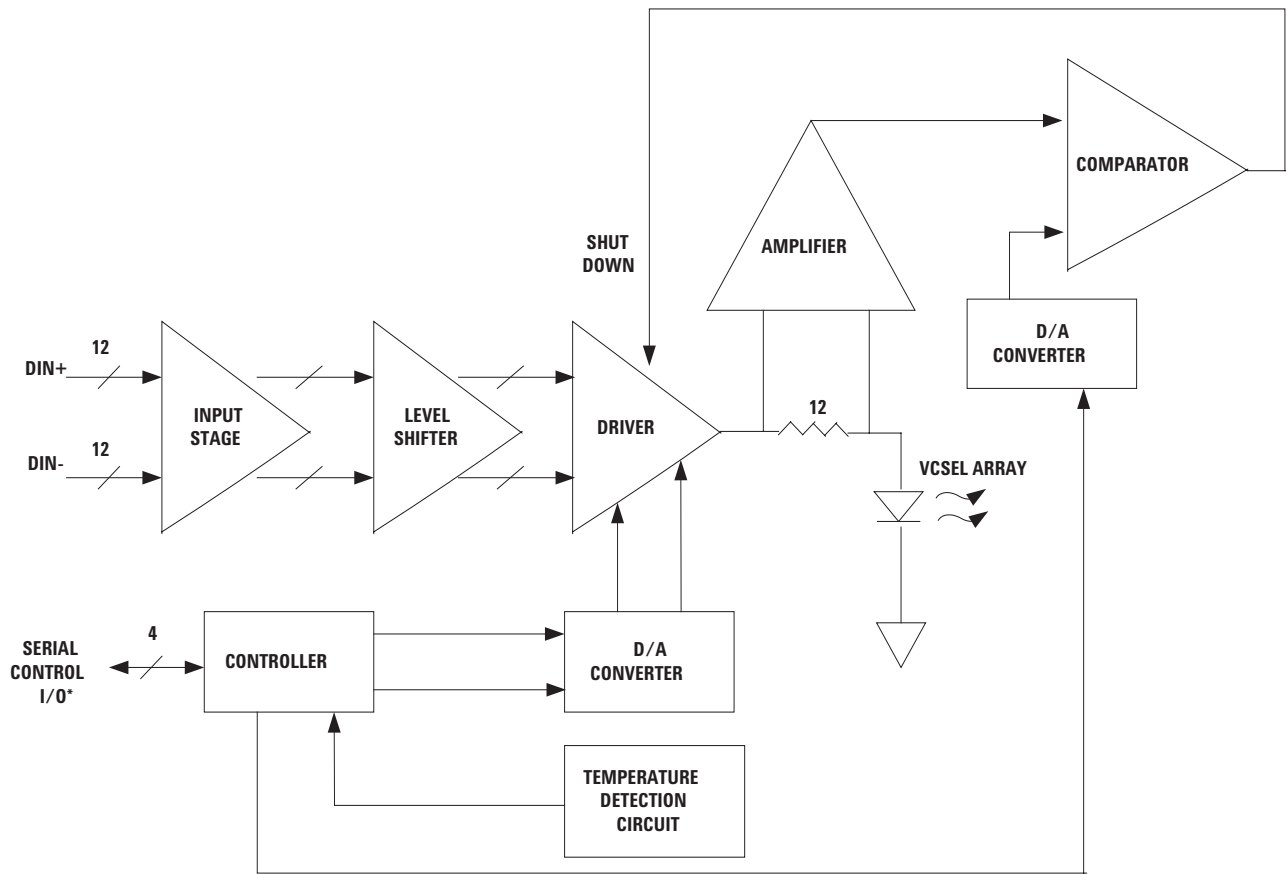 COMPARATOR
SHUT
DOWN
AMPLIFIER
D/A
CONVERTER
12
DIN+
INPUT
STAGE
LEVEL
SHIFTER
DRIVER
12
12
DIN-
VCSEL ARRAY
4
SERIAL
CONTROL
I/O*
CONTROLLER
D/A
CONVERTER
TEMPERATURE
DETECTION
CIRCUIT